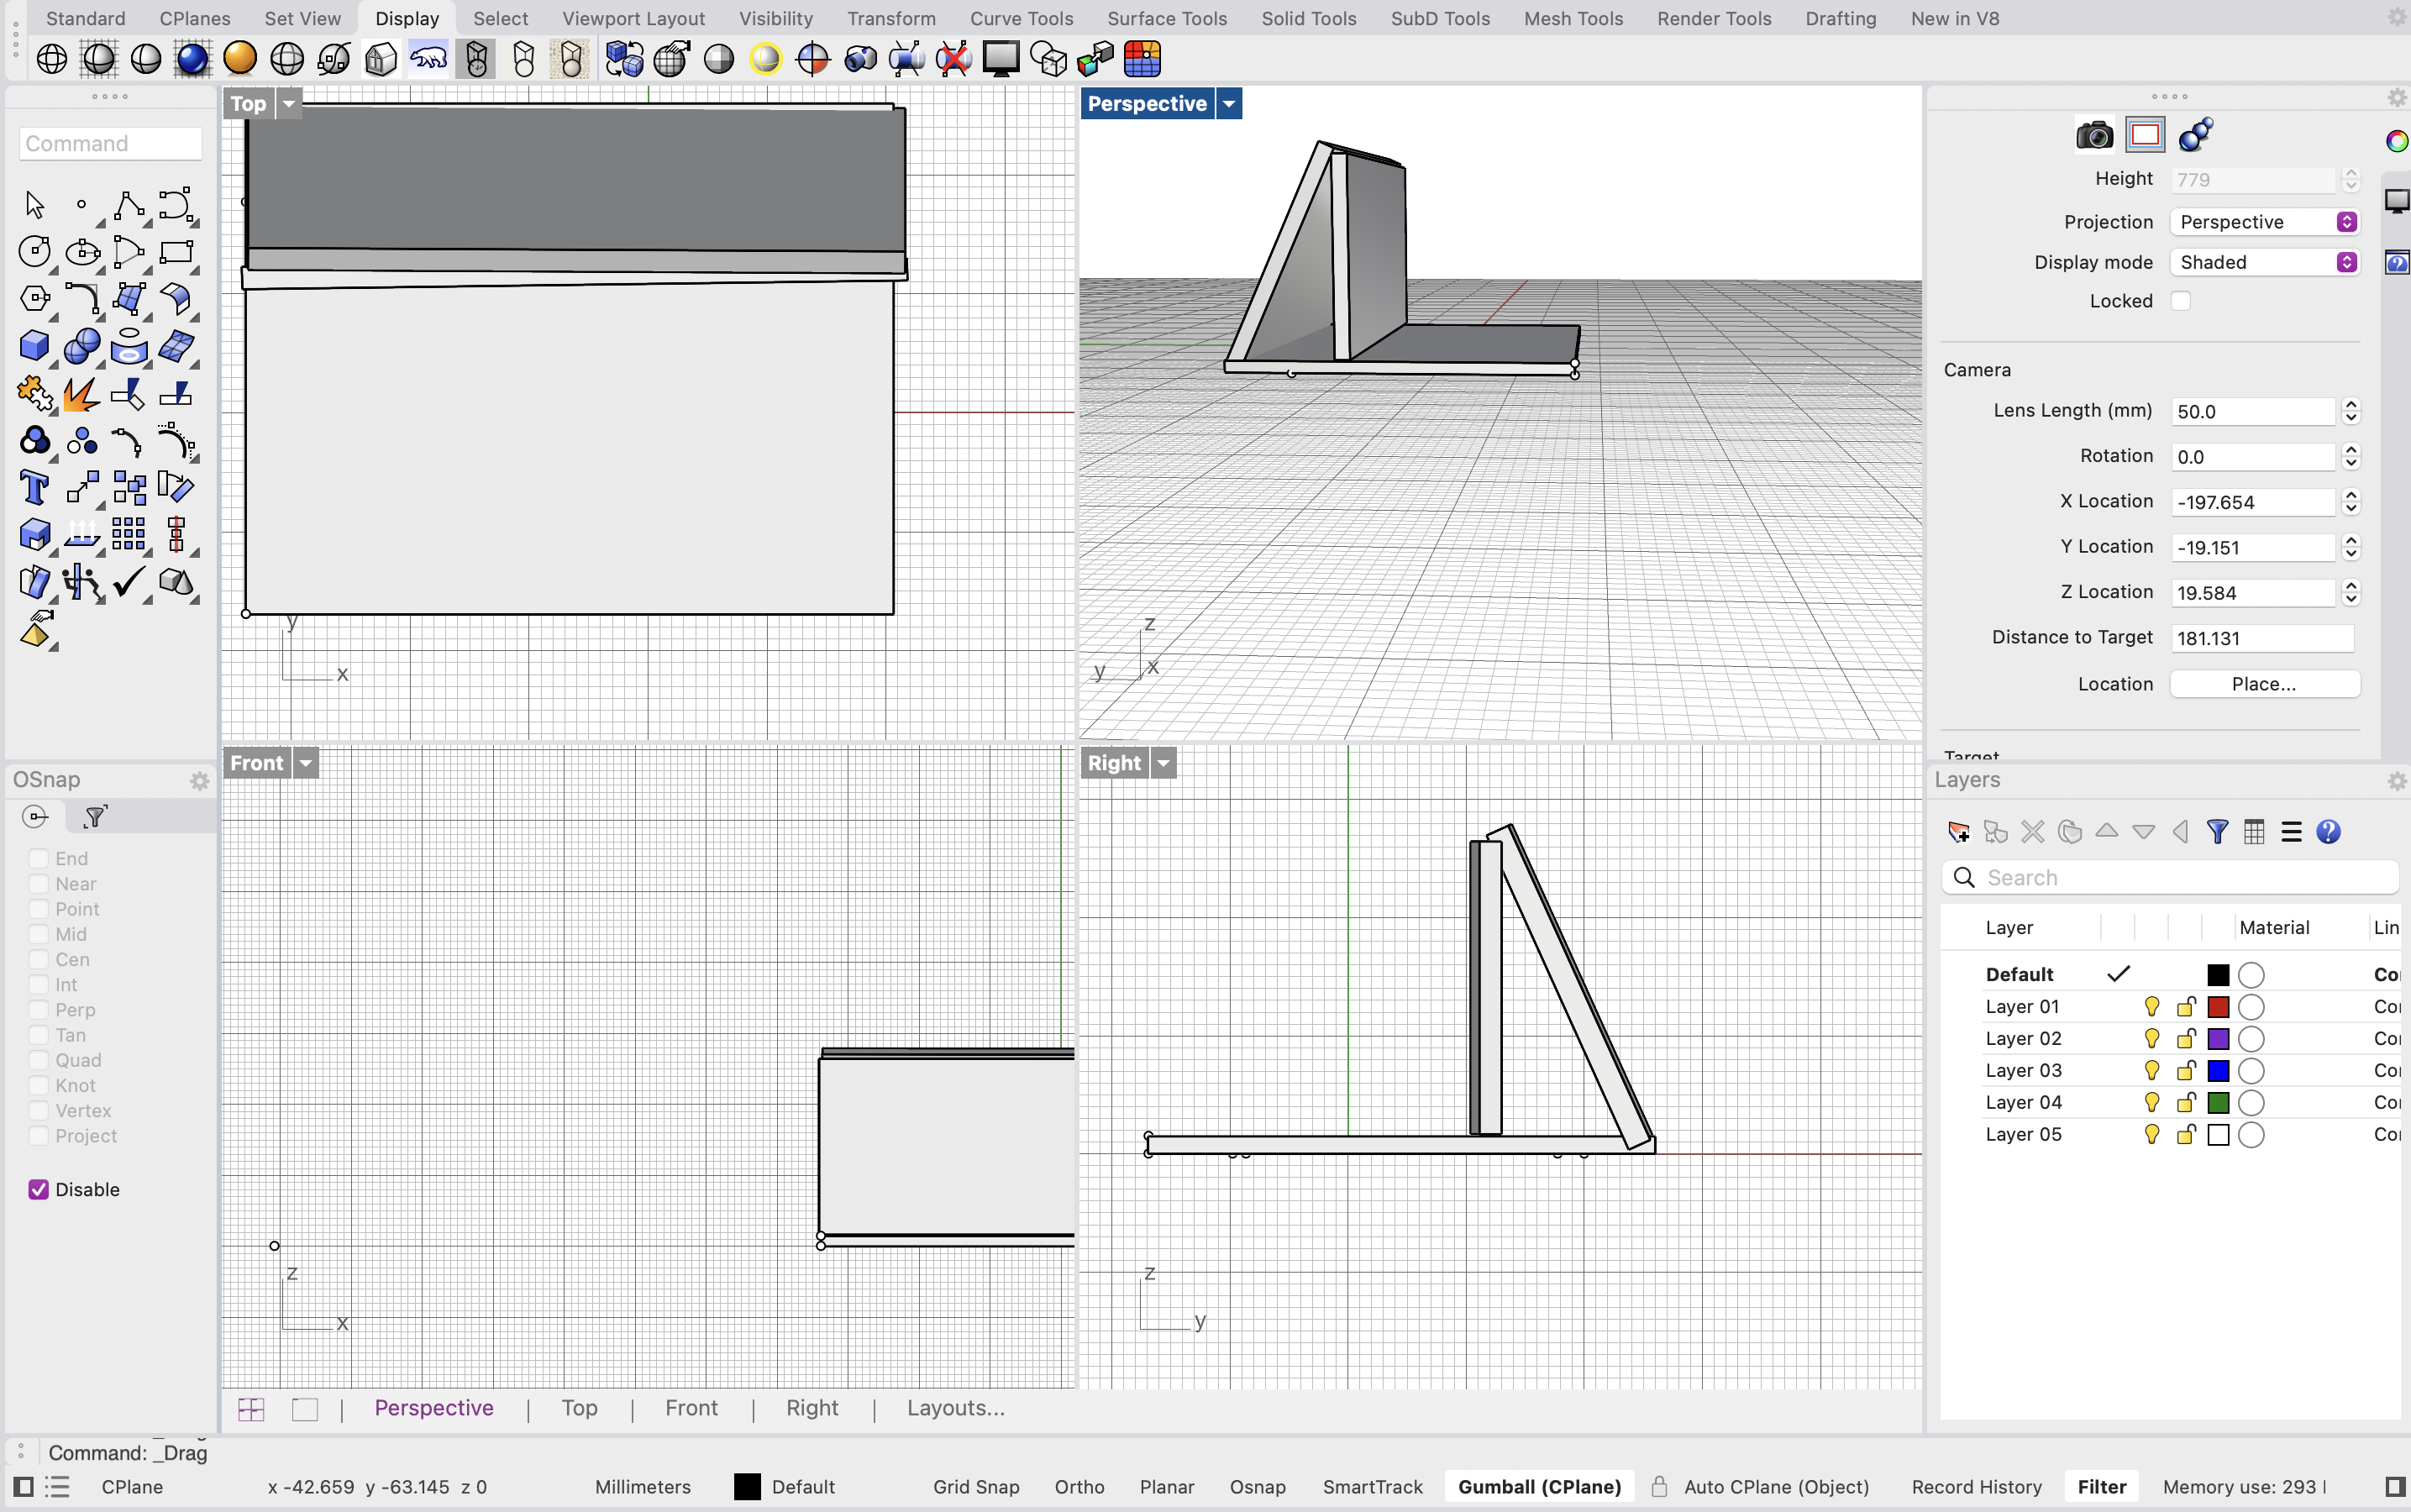 Standard CPlanes Set View Display Select Viewport Layout Visibility Transform Curve Tools Surface Tools Solid Tools SubD Tools Mesh Tools Render Tools Drafting New in V8
Command
Top
Perspective
y
x
z
y
x
Front
Right
z
x
z
y
Height 779
Projection Perspective
Display mode Shaded
Locked
Camera
Lens Length (mm) 50.0
Rotation 0.0
X Location -197.654
Y Location -19.151
Z Location 19.584
Distance to Target 181.131
Location Place...
Target
OSnap
End
Near
Point
Mid
Cen
Int
Perp
Tan
Quad
Knot
Vertex
Project
Disable
Layers
Search
Layer Material Lin
Default Co
Layer 01 Co
Layer 02 Co
Layer 03 Co
Layer 04 Co
Layer 05 Co
Perspective | Top | Front | Right | Layouts...
Command: _Drag
CPlane x -42.659 y -63.145 z 0 Millimeters Default Grid Snap Ortho Planar Osnap SmartTrack Gumball (CPlane) Auto CPlane (Object) Record History Filter Memory use: 293